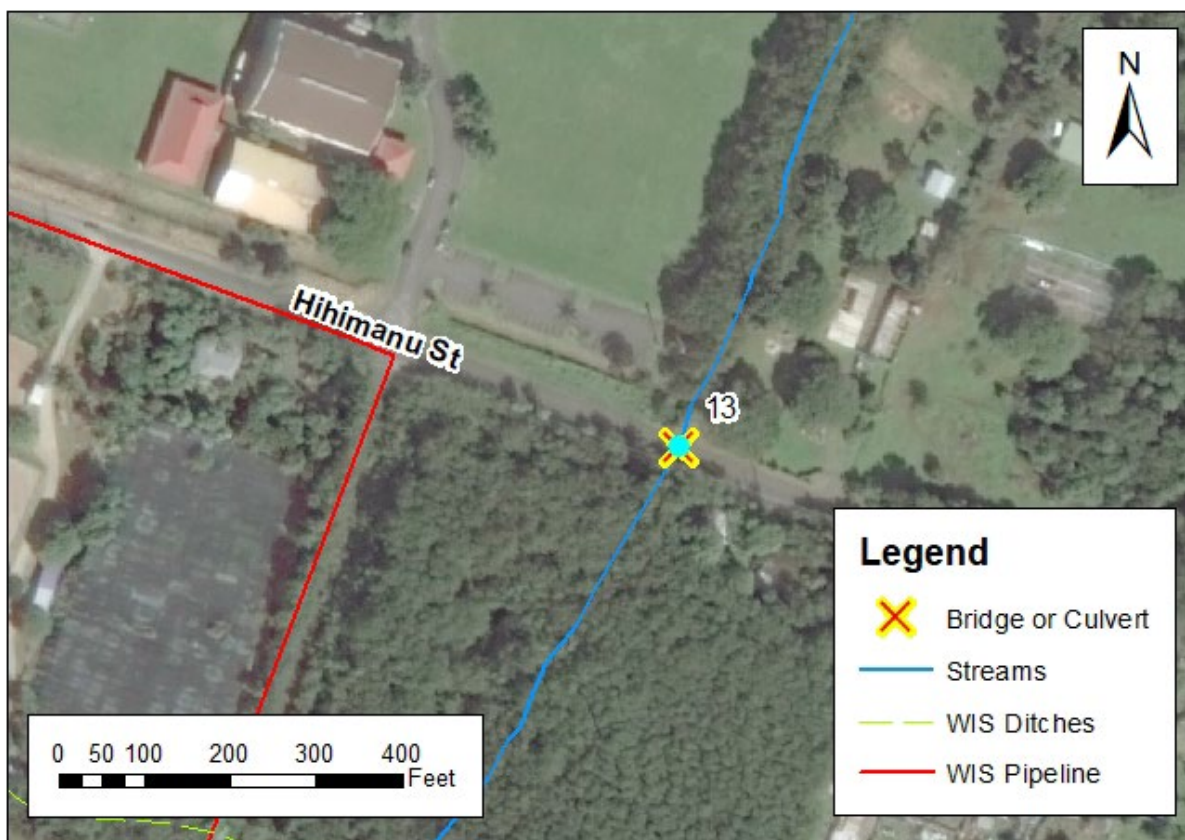 N
Hihimanu St
13
Legend
Bridge or Culvert
Streams
WIS Ditches
WIS Pipeline
0 50 100 200 300 400
Feet